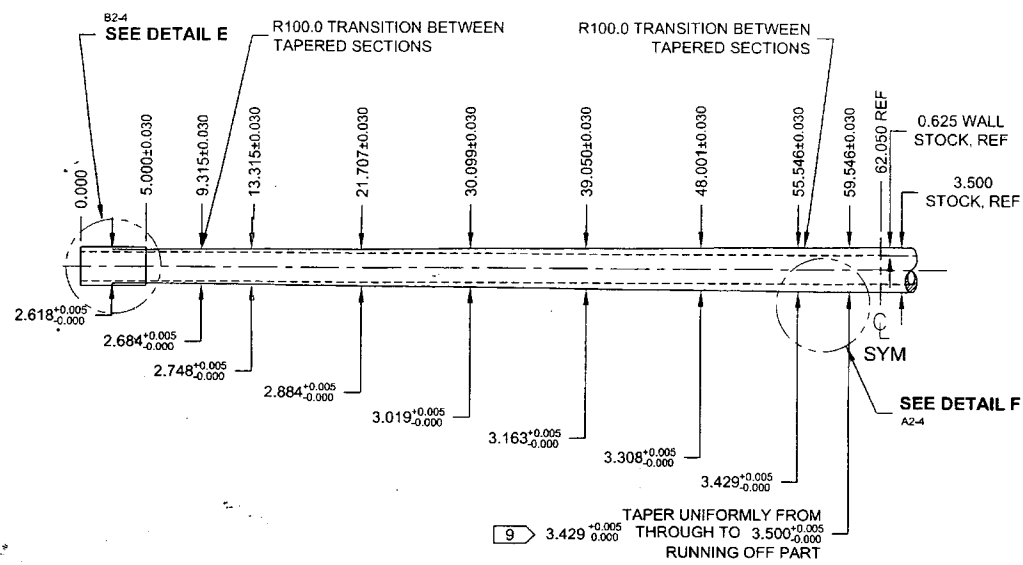 B2-4
SEE DETAIL E
R100.0 TRANSITION BETWEEN
TAPERED SECTIONS
R100.0 TRANSITION BETWEEN
TAPERED SECTIONS
0.000
5.000±0.030
9.315±0.030
13.315±0.030
21.707±0.030
30.099±0.030
39.050±0.030
48.001±0.030
55.546±0.030
59.546±0.030
62.050 REF
0.625 WALL
STOCK, REF
3.500
STOCK, REF
2.618+0.005
-0.000
2.684+0.005
-0.000
2.748+0.005
-0.000
2.884+0.005
-0.000
3.019+0.005
-0.000
3.163+0.005
-0.000
3.308+0.005
-0.000
3.429+0.005
-0.000
℄
SYM
SEE DETAIL F
A2-4
TAPER UNIFORMLY FROM
9 3.429 +0.005 0.000 THROUGH TO 3.500+0.005 -0.000
RUNNING OFF PART